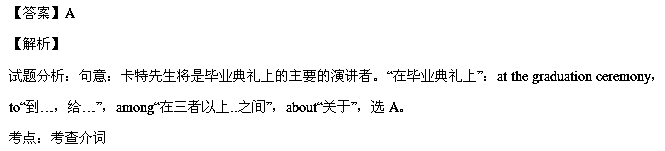 【答案】A
【解析】
试题分析：句意：卡特先生将是毕业典礼上的主要的演讲者。“在毕业典礼上”：at the graduation ceremony，
to“到…，给…”，among“在三者以上..之间”，about“关于”，选 A。
考点：考查介词